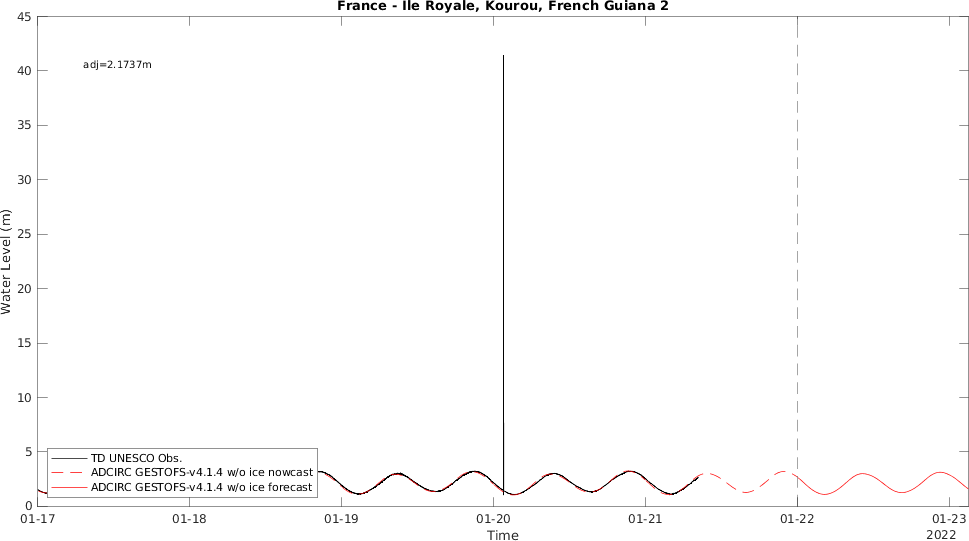 France - Ile Royale, Kourou, French Guiana 2
45
40
35
30
25
20
15
10
5
0
Water Level (m)
adj=2.1737m
TD UNESCO Obs.
ADCIRC GESTOFS-v4.1.4 w/o ice nowcast
ADCIRC GESTOFS-v4.1.4 w/o ice forecast
01-17 01-18 01-19 01-20 01-21 01-22 01-23
Time
2022